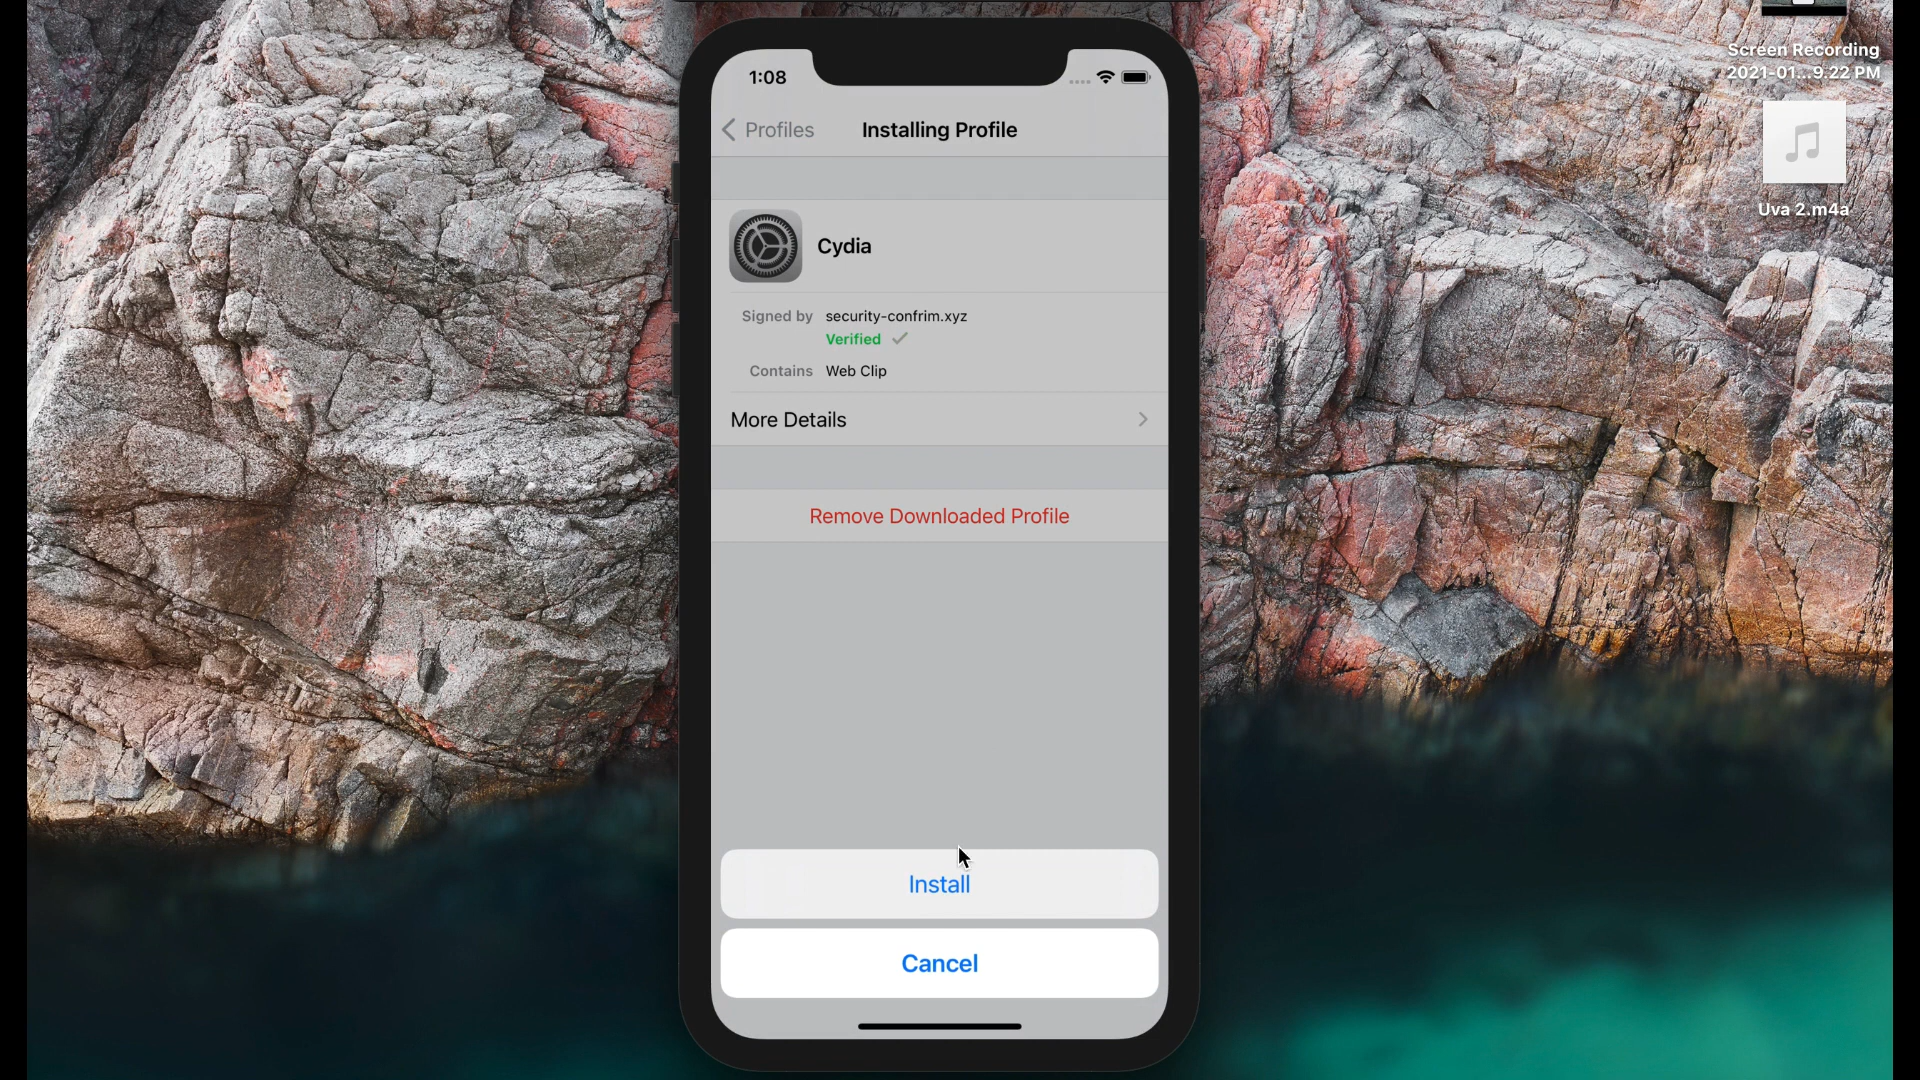 1:08
Profiles
Installing Profile
Cydia
Signed by security-confrim.xyz
Verified
Contains Web Clip
More Details
Remove Downloaded Profile
Install
Cancel
Screen Recording
2021-01...9.22 PM
Uva 2.m4a